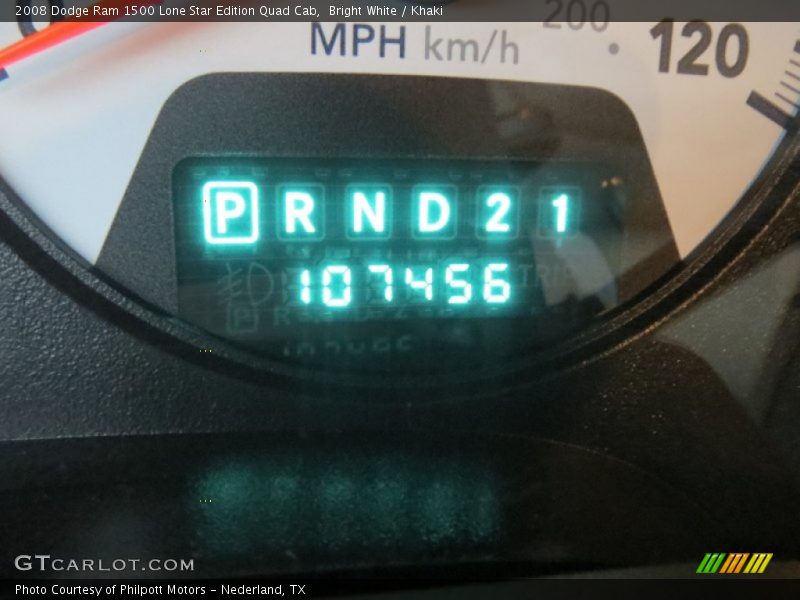 2008 Dodge Ram 1500 Lone Star Edition Quad Cab,  Bright White / Khaki
200
MPH km/h
120
P R N D 2 1
107456
TRIP
GTCARLOT.COM
Photo Courtesy of Philpott Motors - Nederland, TX